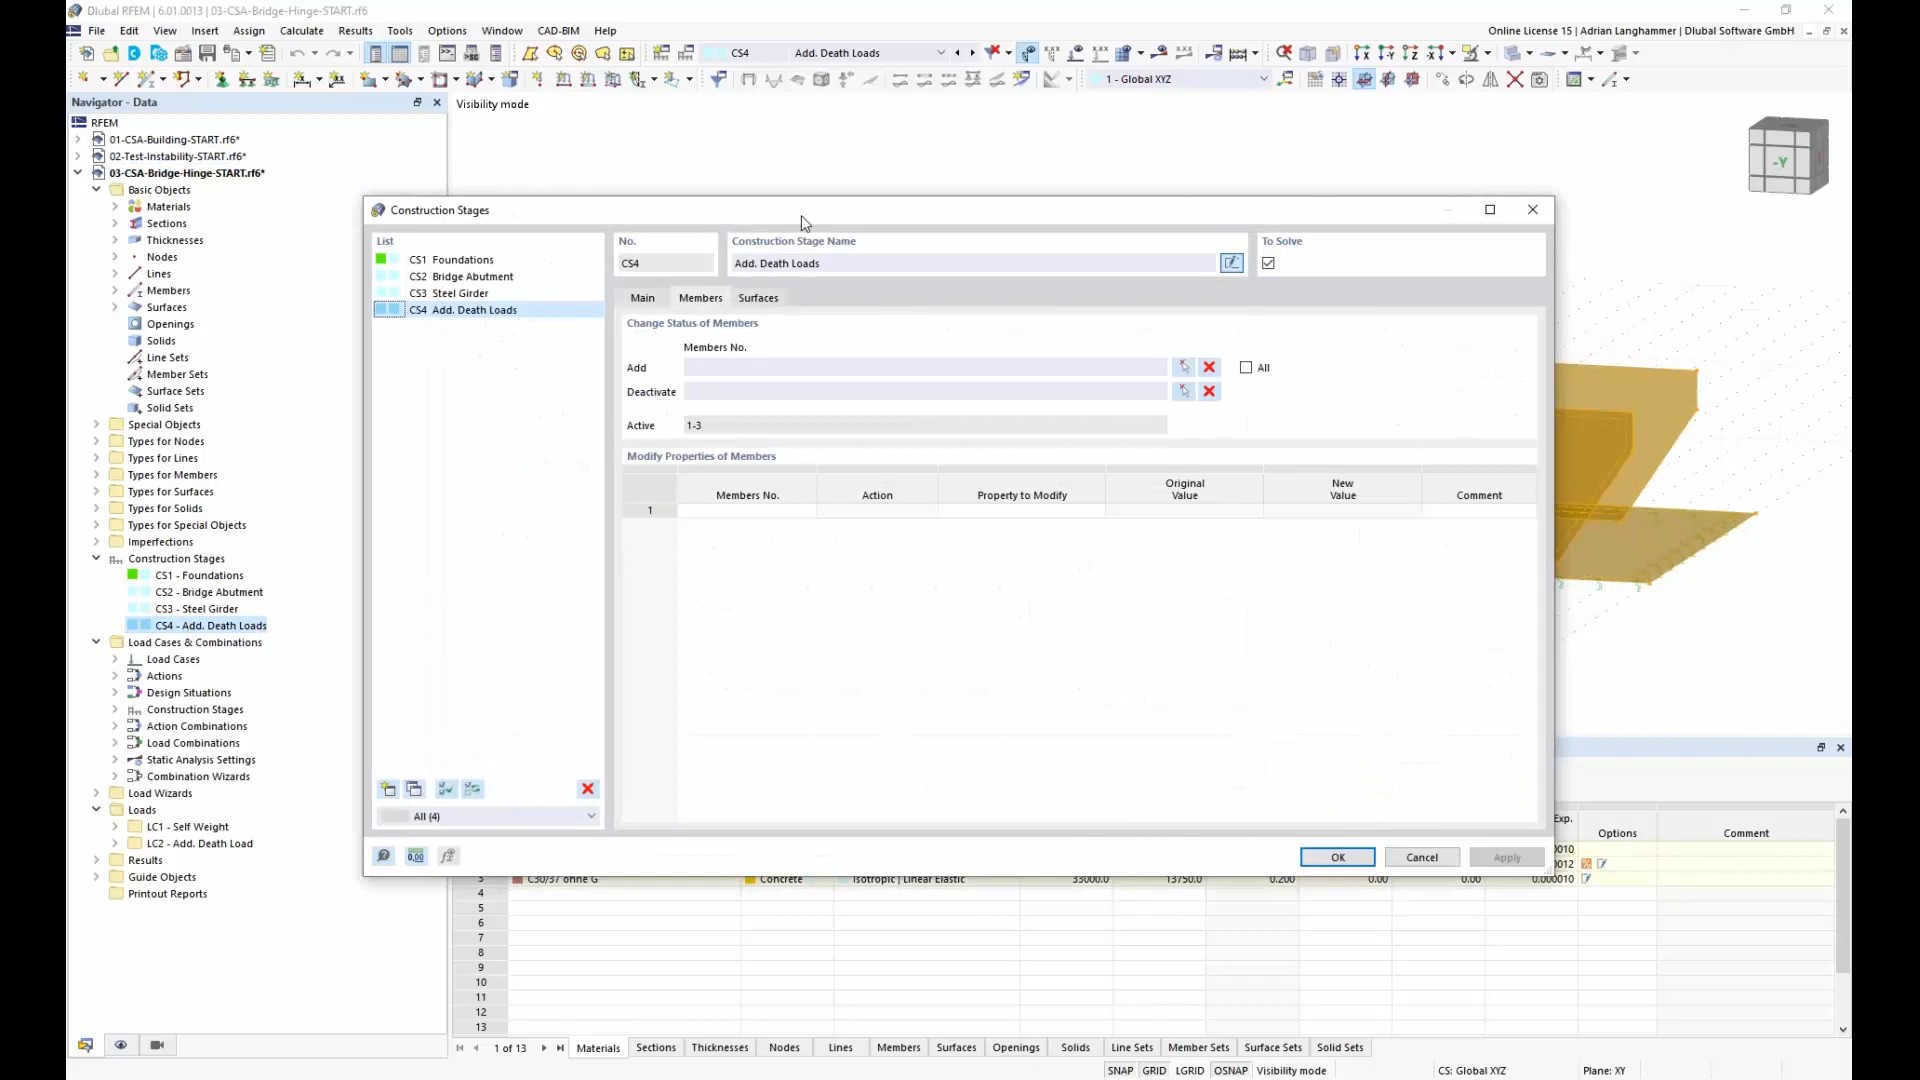 Dlubal RFEM | 6.01.0013 | 03-CSA-Bridge-Hinge-START.rf6
File Edit View Insert Assign Calculate Results Tools Options Window CAD-BIM Help
Online License 15 | Adrian Langhammer | Dlubal Software GmbH
CS4 Add. Death Loads
1 - Global XYZ
Navigator - Data
Visibility mode
RFEM
01-CSA-Building-START.rf6*
02-Test-Instability-START.rf6*
03-CSA-Bridge-Hinge-START.rf6*
Basic Objects
Materials
Sections
Thicknesses
Nodes
Lines
Members
Surfaces
Openings
Solids
Line Sets
Member Sets
Surface Sets
Solid Sets
Special Objects
Types for Nodes
Types for Lines
Types for Members
Types for Surfaces
Types for Solids
Types for Special Objects
Imperfections
Construction Stages
CS1 - Foundations
CS2 - Bridge Abutment
CS3 - Steel Girder
CS4 - Add. Death Loads
Load Cases & Combinations
Load Cases
Actions
Design Situations
Construction Stages
Action Combinations
Load Combinations
Static Analysis Settings
Combination Wizards
Load Wizards
Loads
LC1 - Self Weight
LC2 - Add. Death Load
Results
Guide Objects
Printout Reports
-Y
Construction Stages
List
CS1 Foundations
CS2 Bridge Abutment
CS3 Steel Girder
CS4 Add. Death Loads
All (4)
No.
CS4
Construction Stage Name
Add. Death Loads
To Solve
Main Members Surfaces
Change Status of Members
Members No.
Add
All
Deactivate
Active 1-3
Modify Properties of Members
Members No. Action Property to Modify Original Value New Value Comment
1
OK Cancel Apply
Exp. Options Comment
3 C30/37 ohne G Concrete Isotropic | Linear Elastic 33000.0 13750.0 0.200 0.00 0.00 0.000010
4
5
6
7
8
9
10
11
12
13
1 of 13 Materials Sections Thicknesses Nodes Lines Members Surfaces Openings Solids Line Sets Member Sets Surface Sets Solid Sets
SNAP GRID LGRID OSNAP Visibility mode CS: Global XYZ Plane: XY